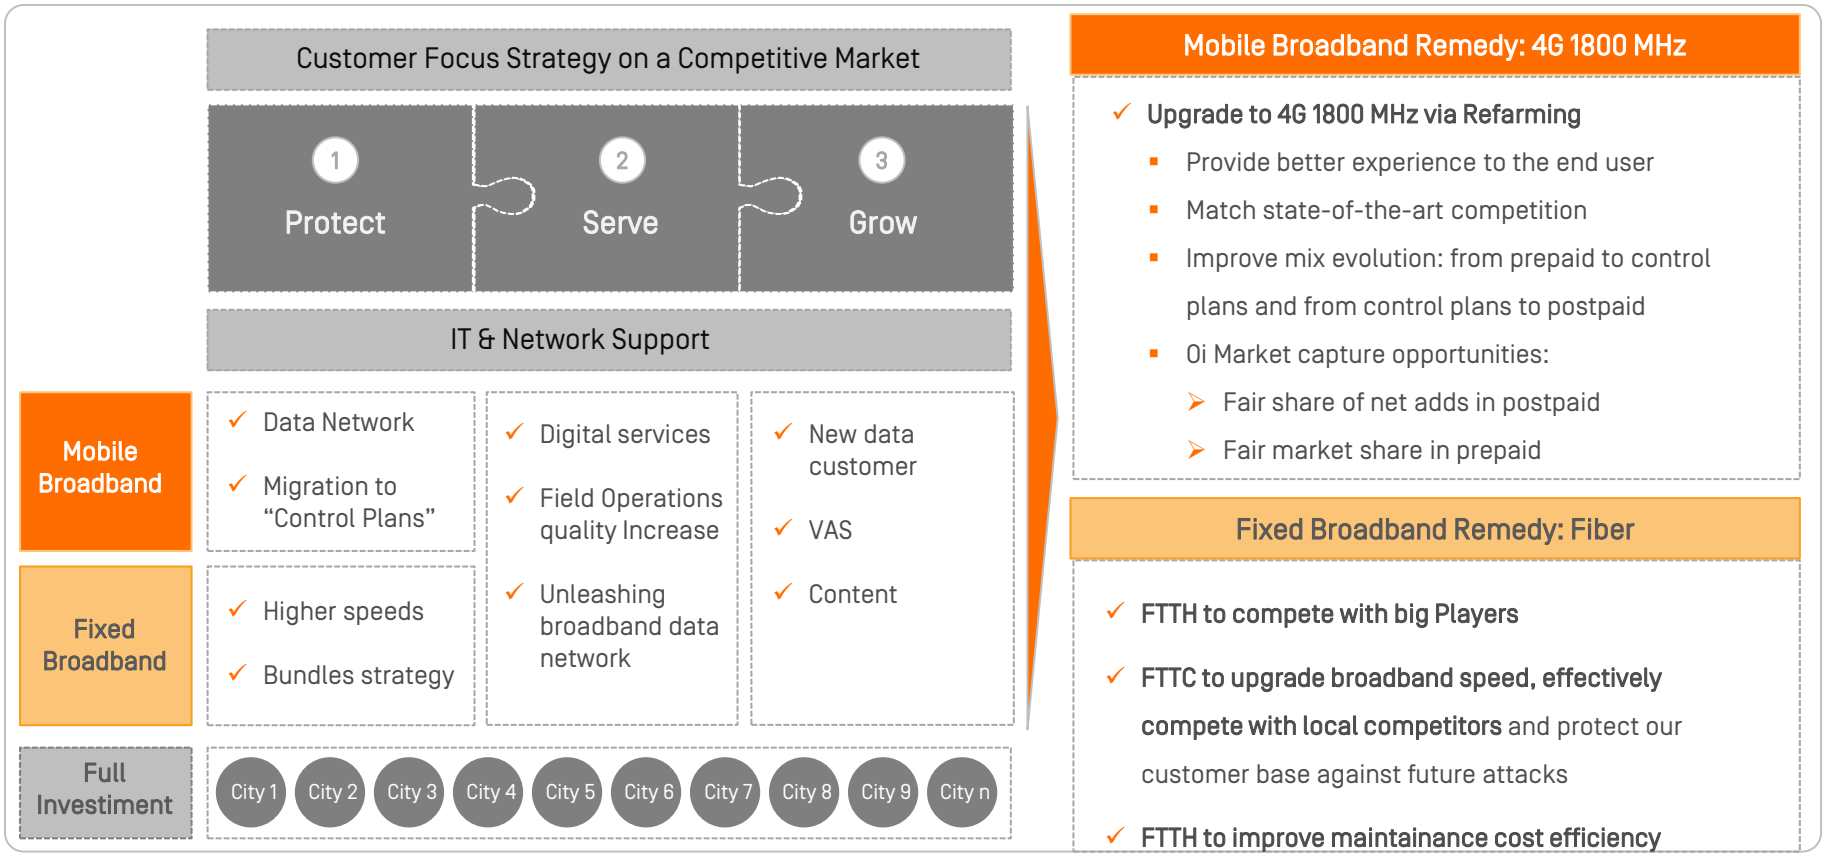 Customer Focus Strategy on a Competitive Market
1
Protect
2
Serve
3
Grow
IT & Network Support
Mobile
Broadband
Data Network
Migration to
“Control Plans”
Fixed
Broadband
Higher speeds
Bundles strategy
Digital services
Field Operations
quality Increase
Unleashing
broadband data
network
New data
customer
VAS
Content
Full
Investiment
City 1
City 2
City 3
City 4
City 5
City 6
City 7
City 8
City 9
City n
Mobile Broadband Remedy: 4G 1800 MHz
Upgrade to 4G 1800 MHz via Refarming
Provide better experience to the end user
Match state-of-the-art competition
Improve mix evolution: from prepaid to control
plans and from control plans to postpaid
Oi Market capture opportunities:
Fair share of net adds in postpaid
Fair market share in prepaid
Fixed Broadband Remedy: Fiber
FTTH to compete with big Players
FTTC to upgrade broadband speed, effectively
compete with local competitors and protect our
customer base against future attacks
FTTH to improve maintainance cost efficiency